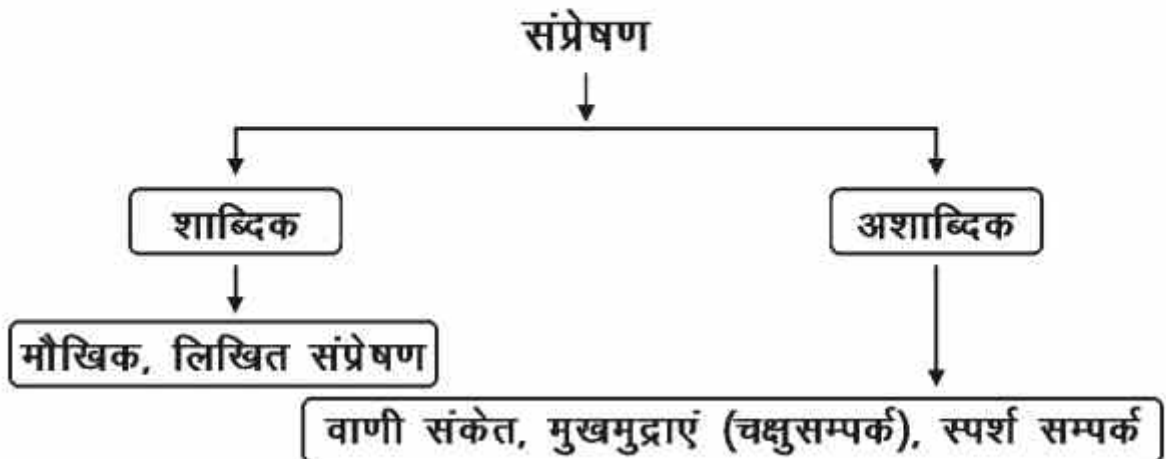 संप्रेषण
शाब्दिक
अशाब्दिक
मौखिक, लिखित संप्रेषण
वाणी संकेत, मुखमुद्राएं (चक्षुसम्पर्क), स्पर्श सम्पर्क